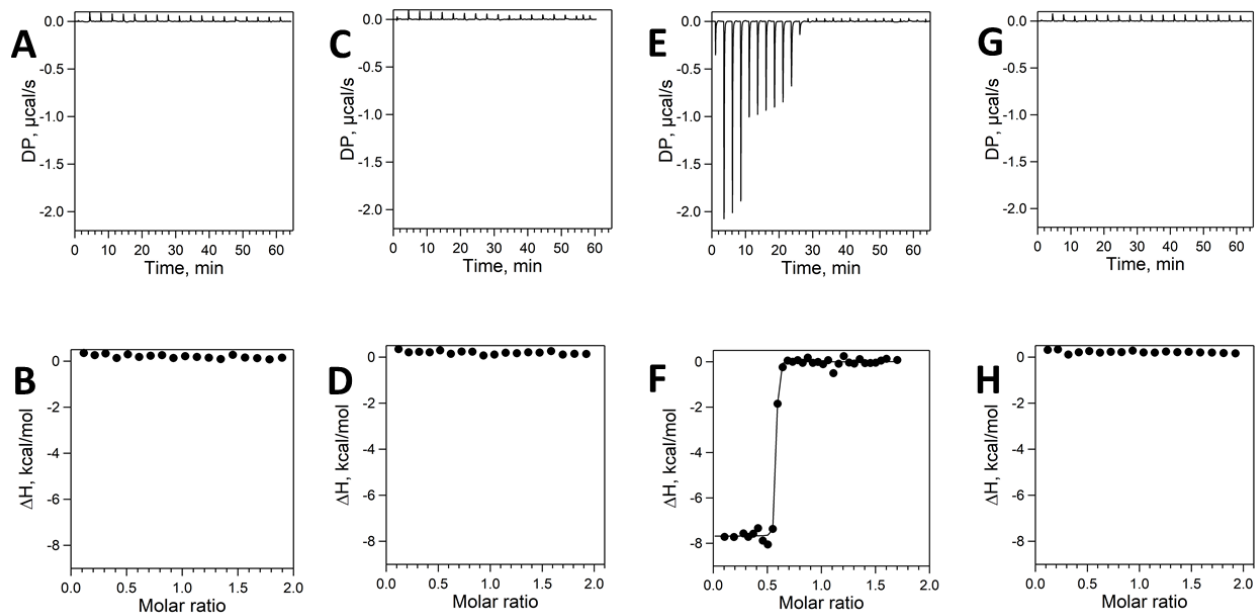 A
DP, µcal/s
0.0
-0.5
-1.0
-1.5
-2.0
0 10 20 30 40 50 60
Time, min
C
DP, µcal/s
0.0
-0.5
-1.0
-1.5
-2.0
0 10 20 30 40 50 60
Time, min
E
DP, µcal/s
0.0
-0.5
-1.0
-1.5
-2.0
0 10 20 30 40 50 60
Time, min
G
DP, µcal/s
0.0
-0.5
-1.0
-1.5
-2.0
0 10 20 30 40 50 60
Time, min
B
ΔH, kcal/mol
0
-2
-4
-6
-8
0.0 0.5 1.0 1.5 2.0
Molar ratio
D
ΔH, kcal/mol
0
-2
-4
-6
-8
0.0 0.5 1.0 1.5 2.0
Molar ratio
F
ΔH, kcal/mol
0
-2
-4
-6
-8
0.0 0.5 1.0 1.5 2.0
Molar ratio
H
ΔH, kcal/mol
0
-2
-4
-6
-8
0.0 0.5 1.0 1.5 2.0
Molar ratio